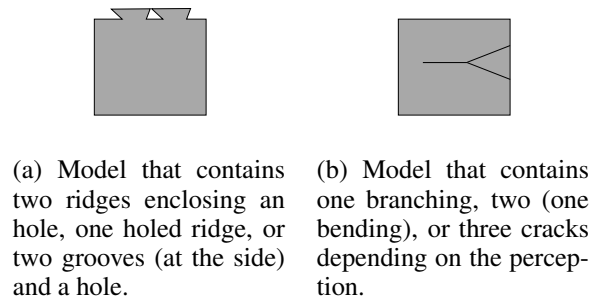 (a) Model that contains
two ridges enclosing an
hole, one holed ridge, or
two grooves (at the side)
and a hole.
(b) Model that contains
one branching, two (one
bending), or three cracks
depending on the percep-
tion.